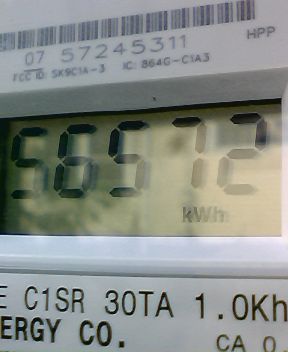 HPP
07 57245311
FCC ID: SK9C1A-3 IC: 864G-C1A3
56572
kWh
E C1SR 30TA 1.0Kh
ERGY CO. CA 0.